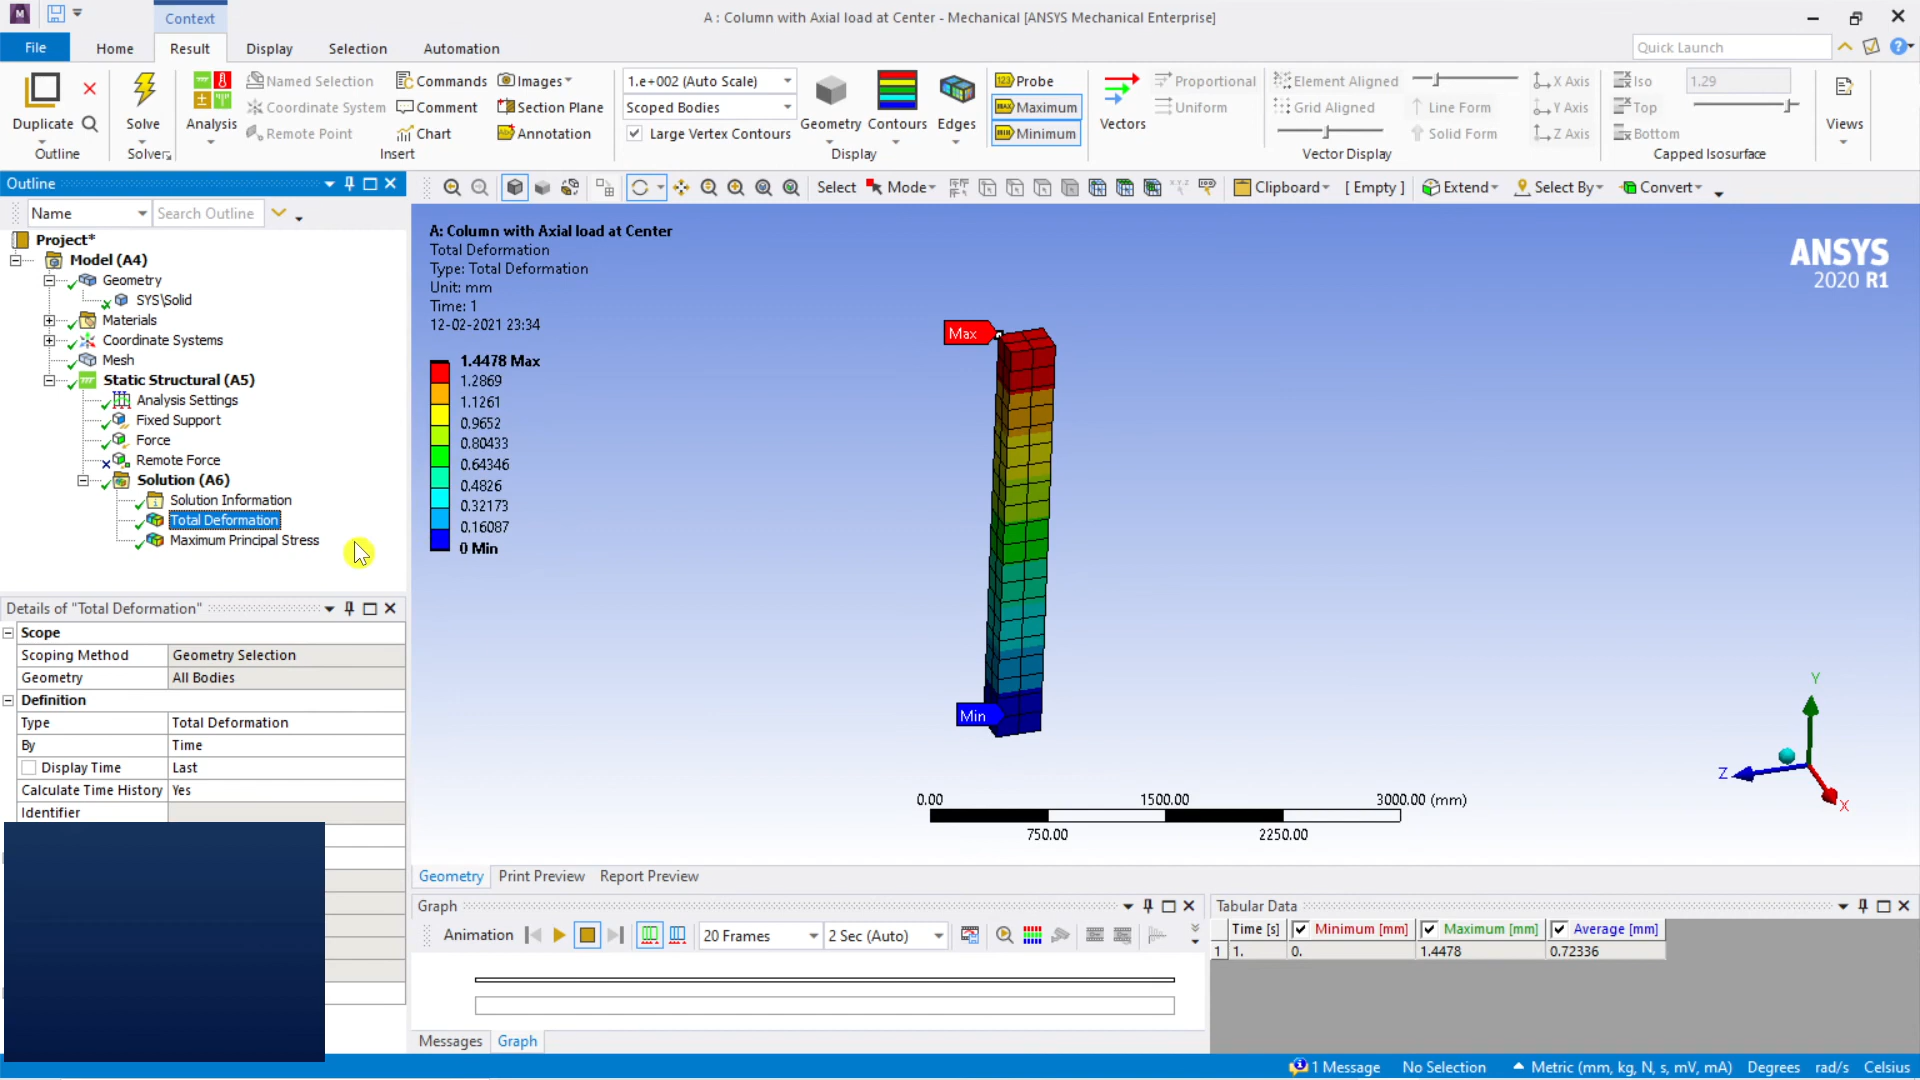 Context
A : Column with Axial load at Center - Mechanical [ANSYS Mechanical Enterprise]
File Home Result Display Selection Automation
Quick Launch
Duplicate
Outline
Solve
Solver
Analysis
Named Selection
Coordinate System
Remote Point
Commands
Comment
Chart
Images
Section Plane
Annotation
Insert
1.e+002 (Auto Scale)
Scoped Bodies
Large Vertex Contours
Geometry
Contours
Edges
Display
Probe
Maximum
Minimum
Vectors
Proportional
Uniform
Element Aligned
Grid Aligned
Line Form
Solid Form
X Axis
Y Axis
Z Axis
Vector Display
Iso
Top
Bottom
1.29
Capped Isosurface
Views
Outline
Name Search Outline
Project*
Model (A4)
Geometry
SYS\Solid
Materials
Coordinate Systems
Mesh
Static Structural (A5)
Analysis Settings
Fixed Support
Force
Remote Force
Solution (A6)
Solution Information
Total Deformation
Maximum Principal Stress
Details of "Total Deformation"
Scope
Scoping Method Geometry Selection
Geometry All Bodies
Definition
Type Total Deformation
By Time
Display Time Last
Calculate Time History Yes
Identifier
Select Mode Clipboard [ Empty ] Extend Select By Convert
A: Column with Axial load at Center
Total Deformation
Type: Total Deformation
Unit: mm
Time: 1
12-02-2021 23:34
1.4478 Max
1.2869
1.1261
0.9652
0.80433
0.64346
0.4826
0.32173
0.16087
0 Min
Max
Min
ANSYS
2020 R1
Y
Z
X
0.00 1500.00 3000.00 (mm)
750.00 2250.00
Geometry Print Preview Report Preview
Graph
Animation 20 Frames 2 Sec (Auto)
Messages Graph
Tabular Data
Time [s] Minimum [mm] Maximum [mm] Average [mm]
1 1. 0. 1.4478 0.72336
1 Message No Selection Metric (mm, kg, N, s, mV, mA) Degrees rad/s Celsius